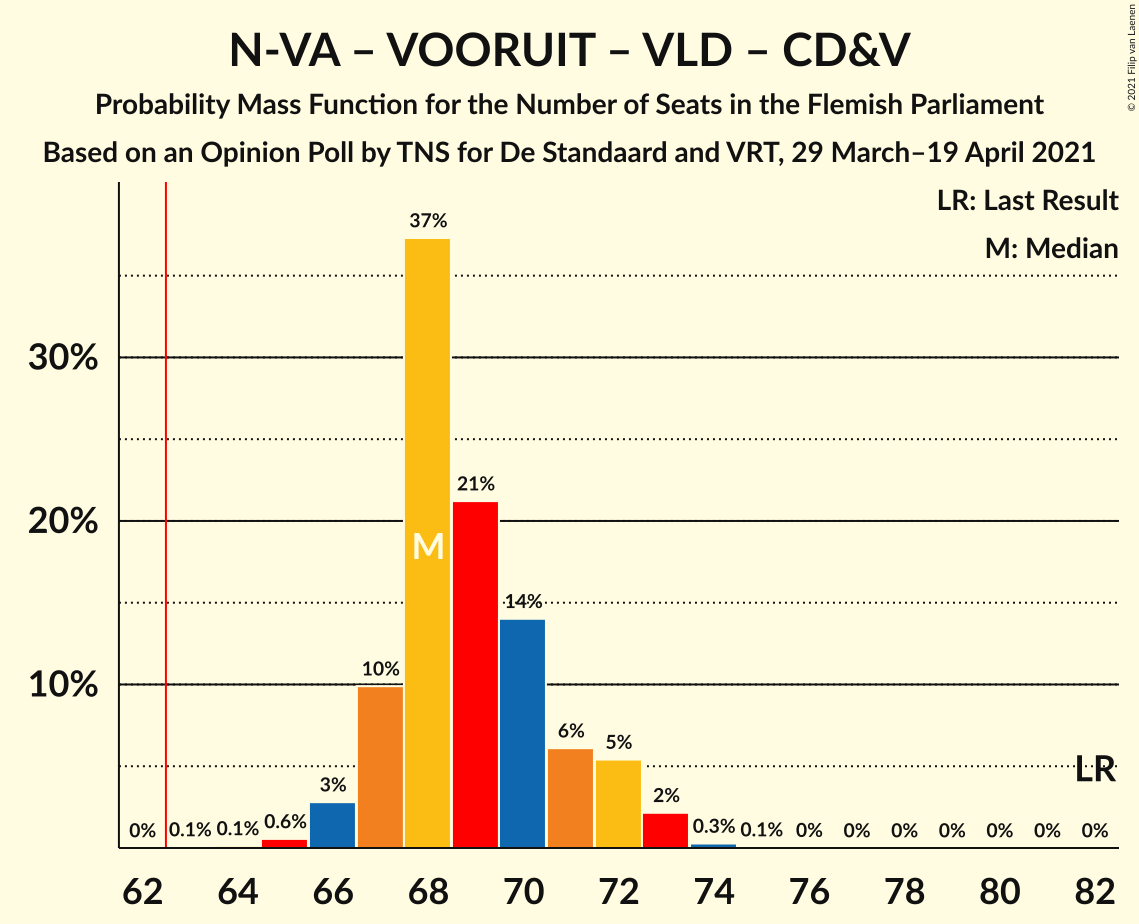 N-VA – VOORUIT – VLD – CD&V
Probability Mass Function for the Number of Seats in the Flemish Parliament
Based on an Opinion Poll by TNS for De Standaard and VRT, 29 March–19 April 2021
© 2021 Filip van Laenen
LR: Last Result
M: Median
37%
30%
21%
20%
M
14%
10%
10%
6%
5%
LR
3%
2%
0% 0.1% 0.1% 0.6% 0.3% 0.1% 0% 0% 0% 0% 0% 0% 0%
62 64 66 68 70 72 74 76 78 80 82